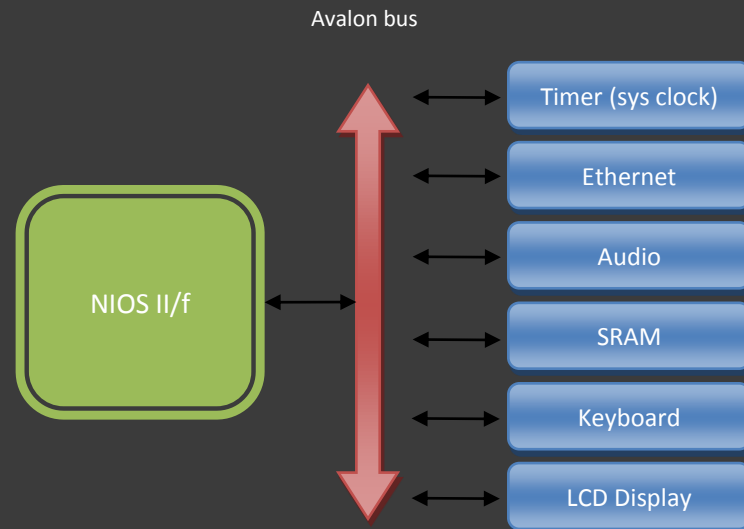 Avalon bus
Timer (sys clock)
Ethernet
Audio
NIOS II/f
SRAM
Keyboard
LCD Display